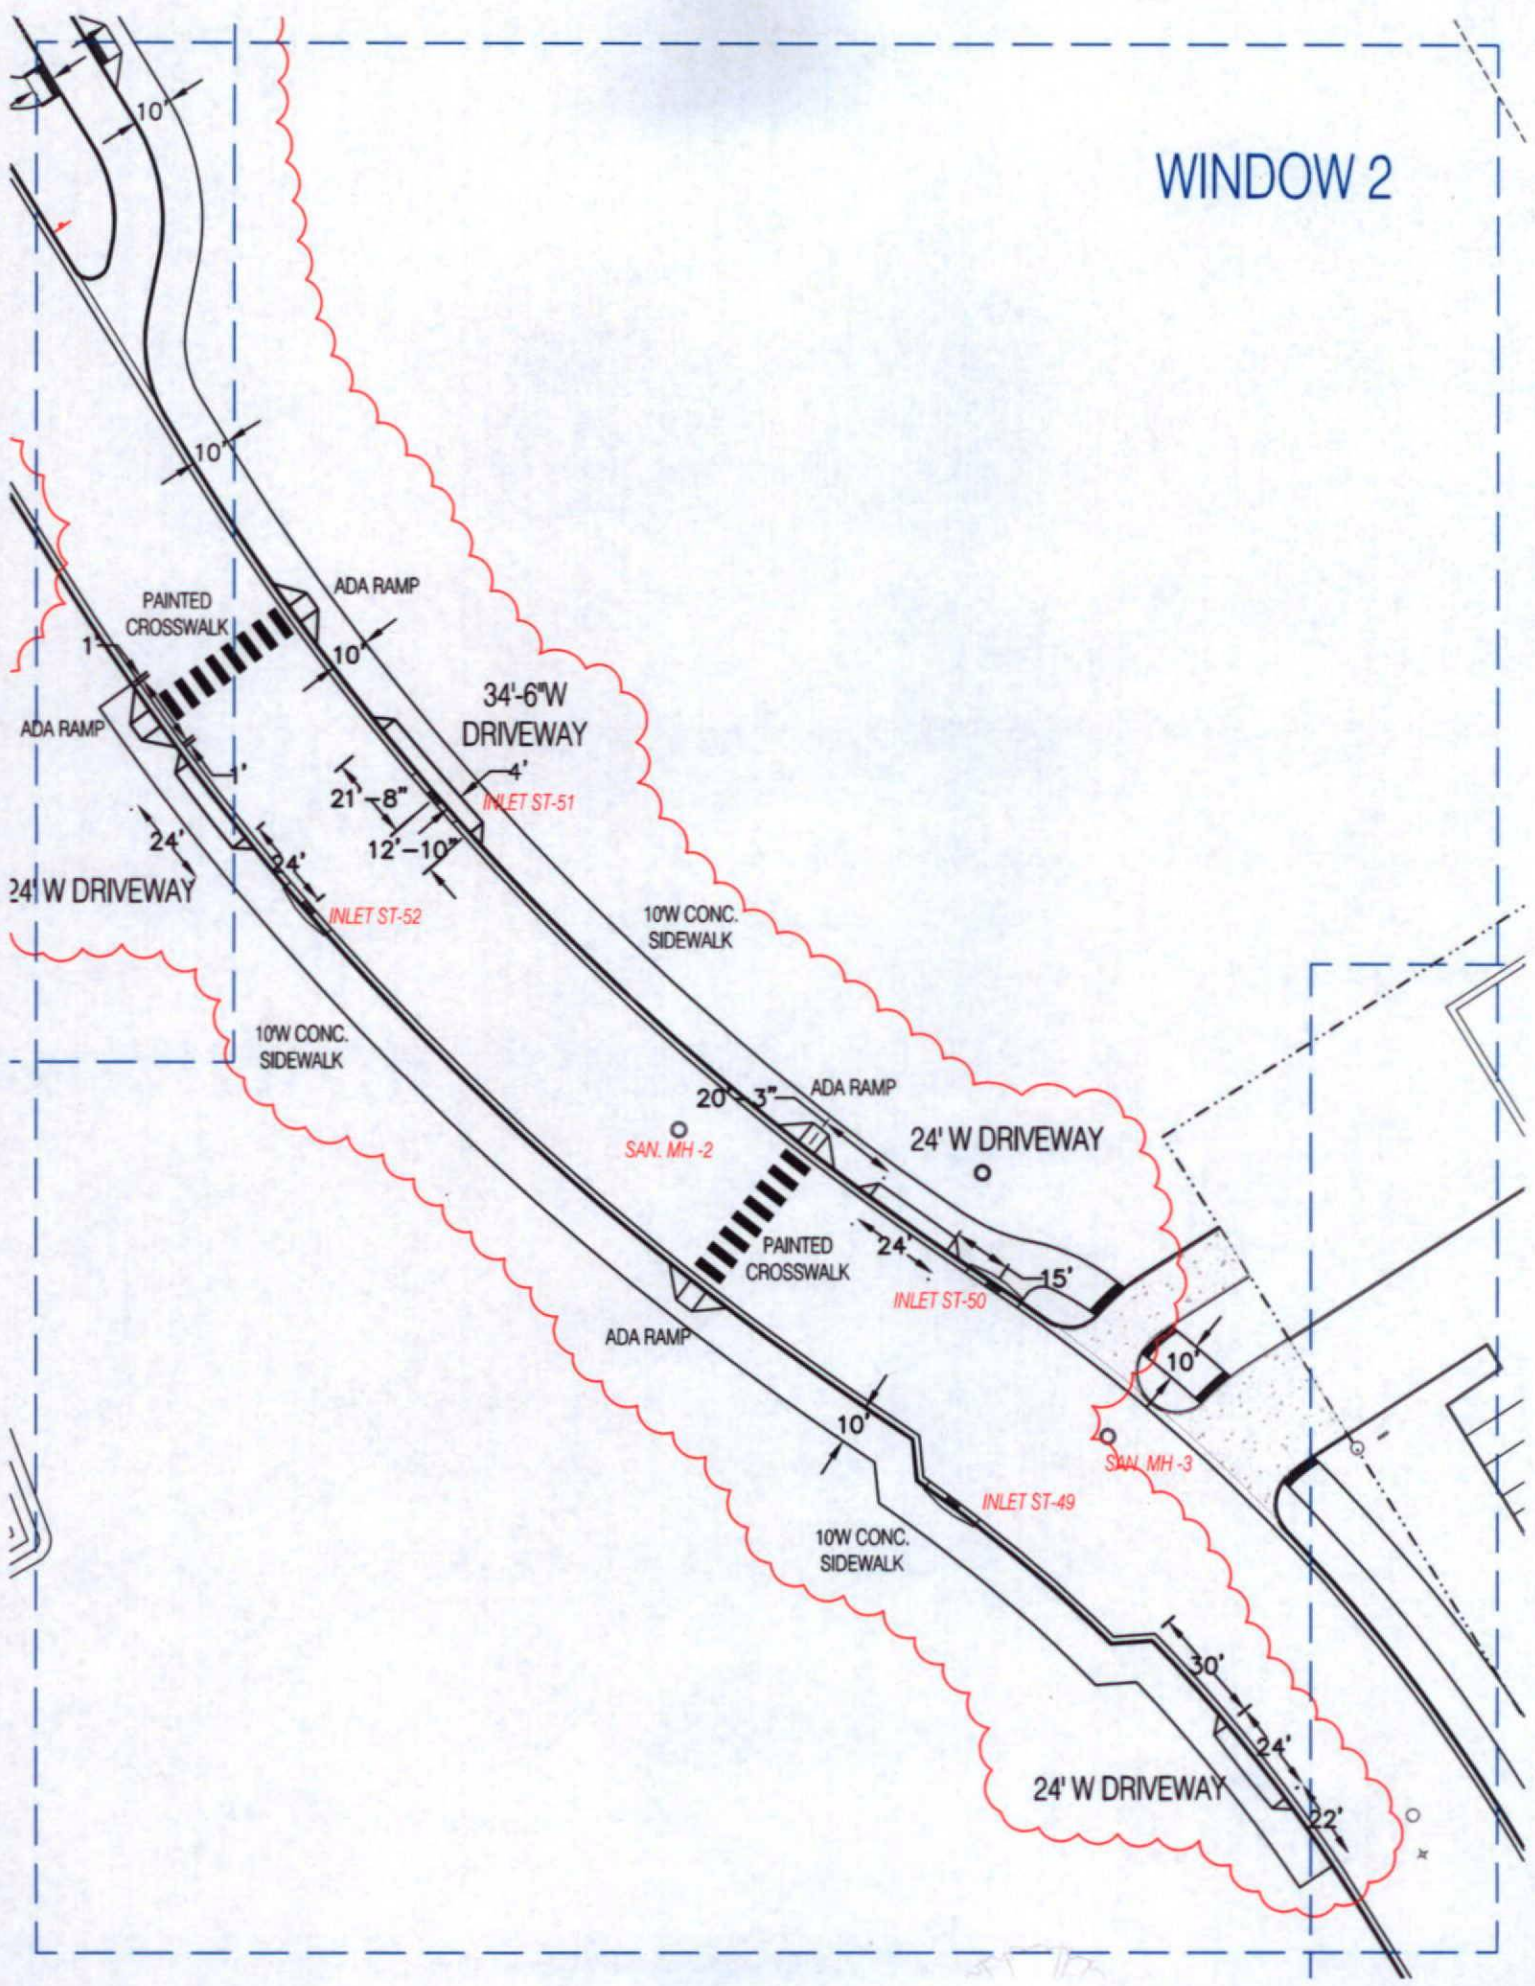 10'
WINDOW 2
10'
ADA RAMP
PAINTED
CROSSWALK
1'
10'
34'-6"W
DRIVEWAY
ADA RAMP
1'
4'
21'-8"
INLET ST-51
24'
12'-10"
24'
24' W DRIVEWAY
INLET ST-52
10'W CONC.
SIDEWALK
10'W CONC.
SIDEWALK
20'-3"
ADA RAMP
SAN. MH -2
24' W DRIVEWAY
PAINTED
CROSSWALK
24'
15'
INLET ST-50
ADA RAMP
10'
10'
SAN. MH -3
INLET ST-49
10'W CONC.
SIDEWALK
30'
24'
24' W DRIVEWAY
22'